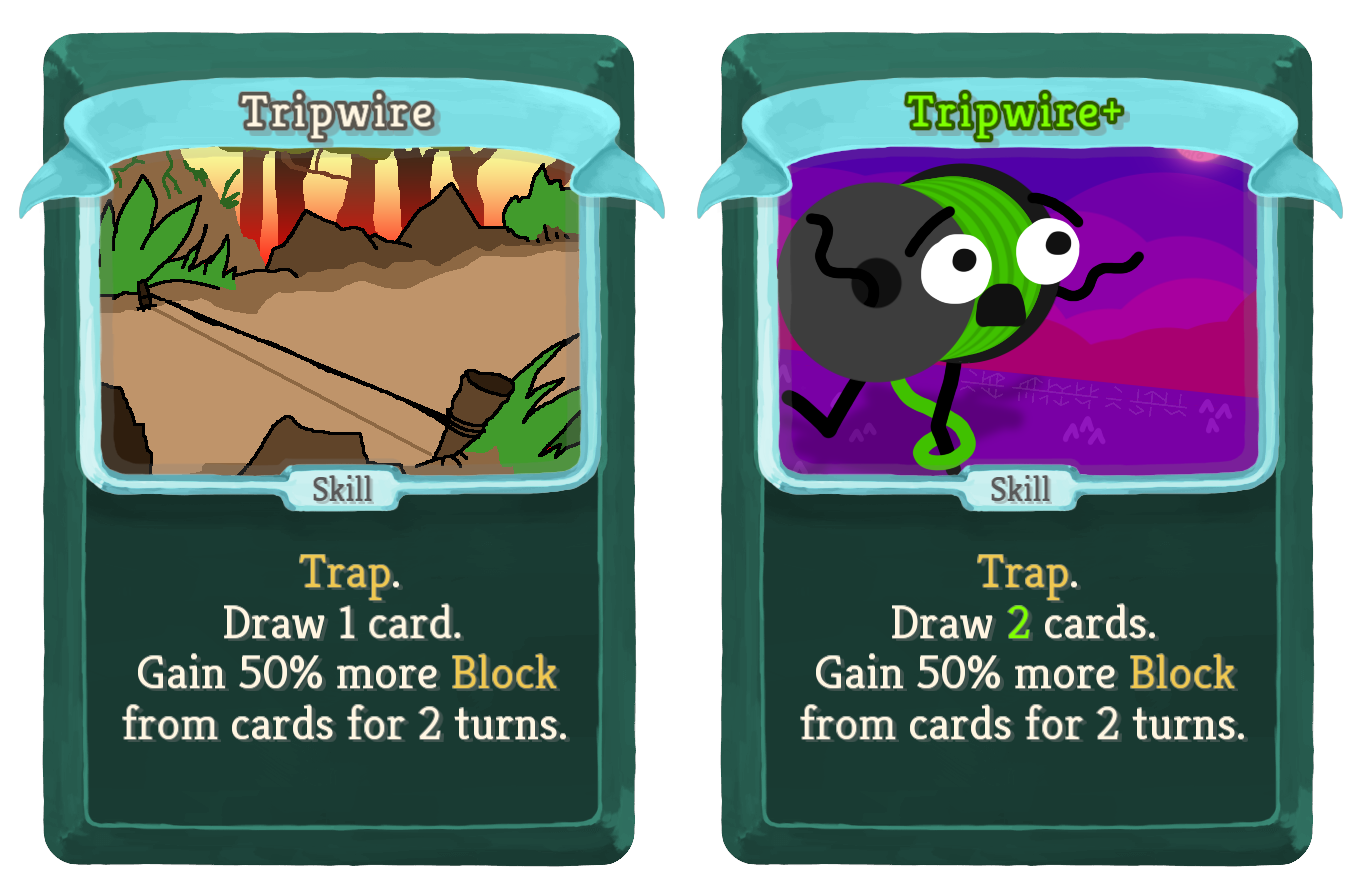 Tripwire
Skill
Trap.
Draw 1 card.
Gain 50% more Block
from cards for 2 turns.
Tripwire+
Skill
Trap.
Draw 2 cards.
Gain 50% more Block
from cards for 2 turns.